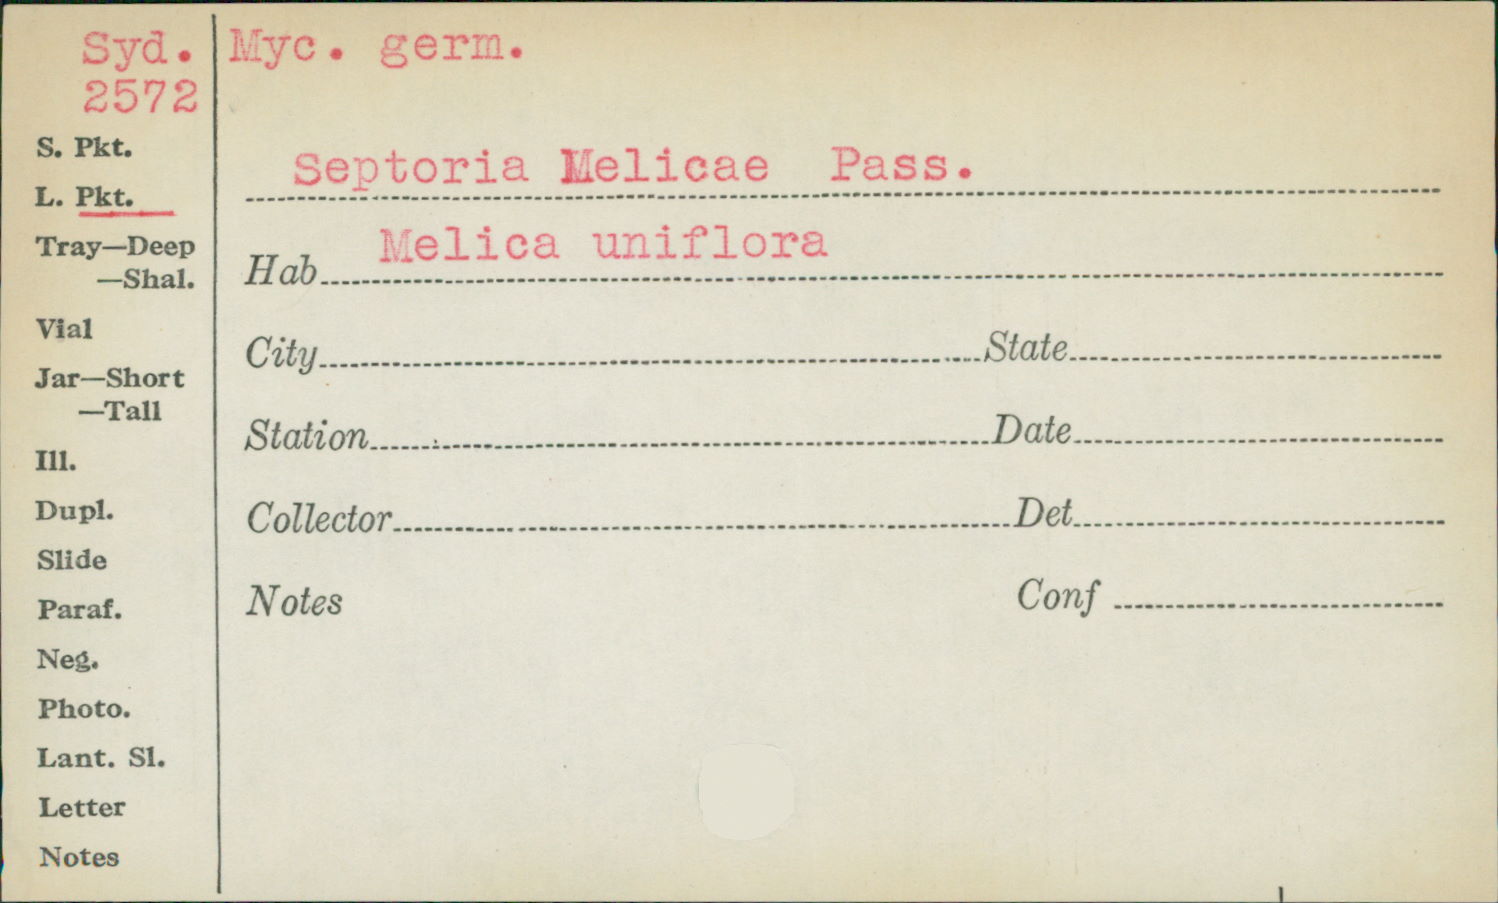 Syd. Myc. germ.
2572
S. Pkt.
Septoria Melicae Pass.
L. Pkt.
Tray—Deep
Melica uniflora
Hab
—Shal.
Vial
City State
Jar—Short
—Tall
Station Date
Ill.
Dupl.
Collector Det
Slide
Paraf.
Notes Conf
Neg.
Photo.
Lant. Sl.
Letter
Notes